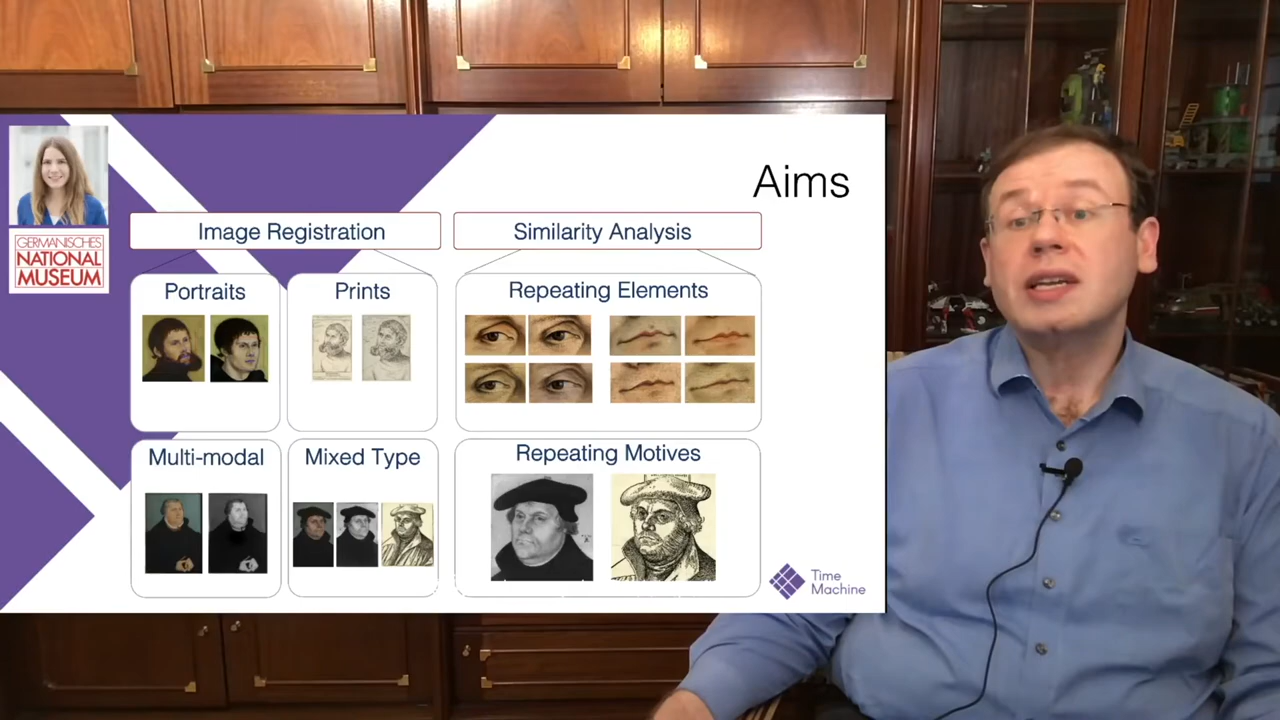 Aims
GERMANISCHES
NATIONAL
MUSEUM
Image Registration
Similarity Analysis
Portraits
Prints
Repeating Elements
Multi-modal
Mixed Type
Repeating Motives
Time
Machine